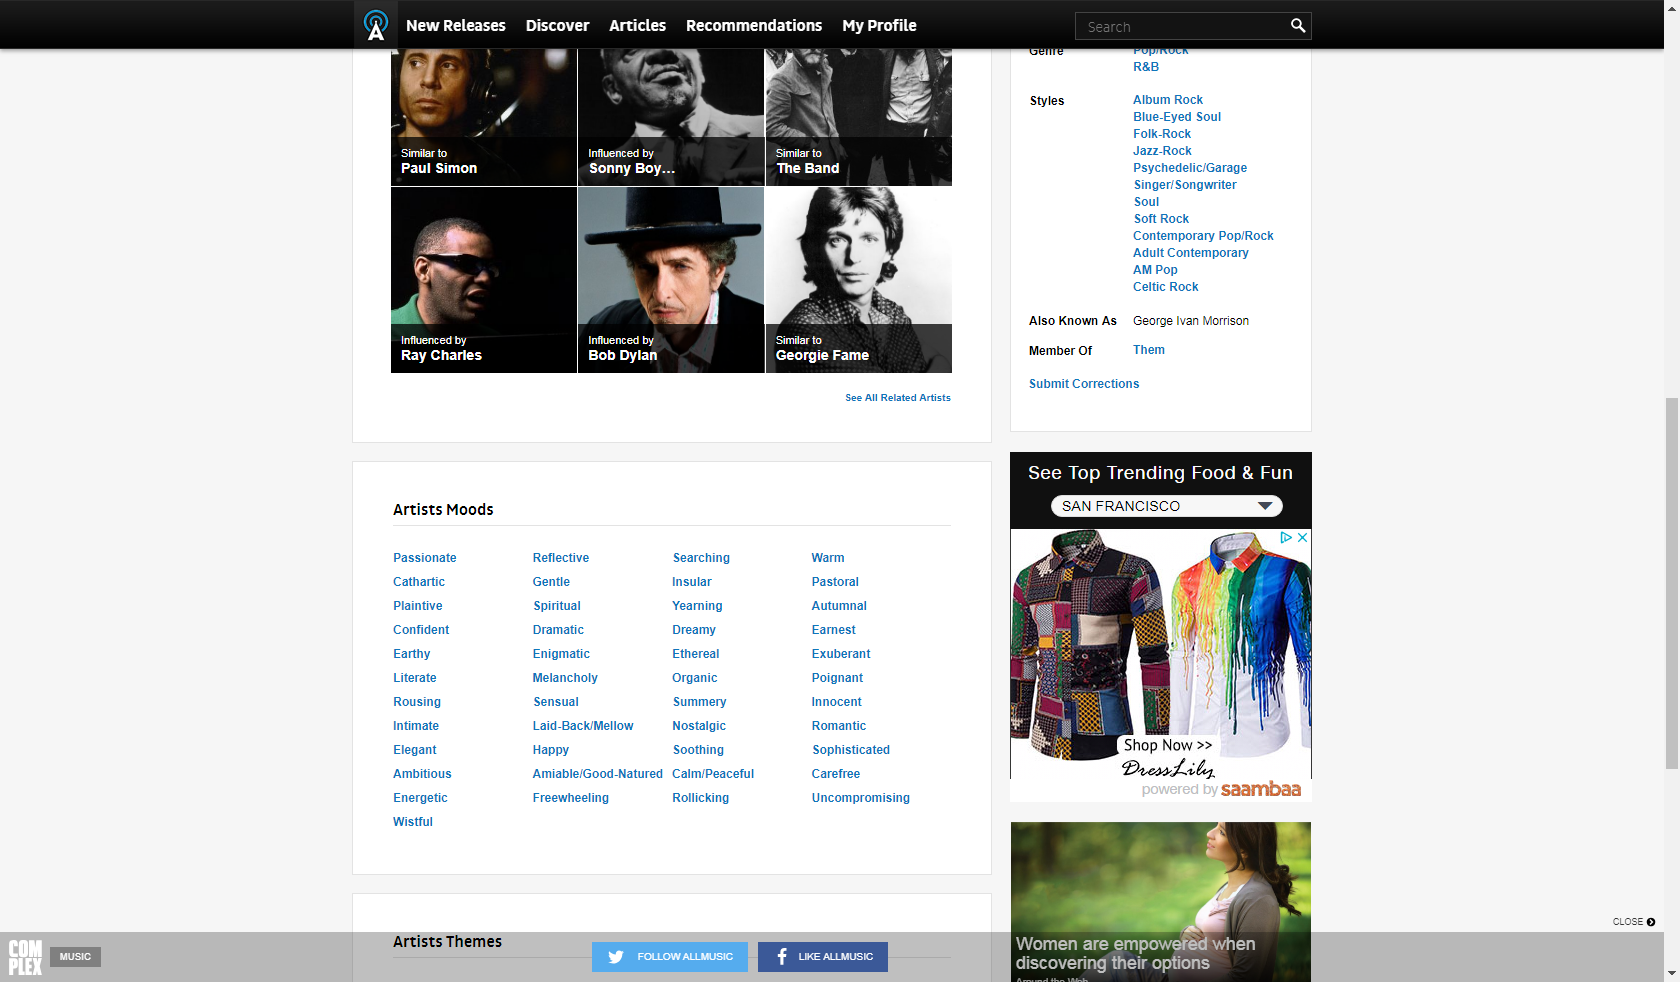 New Releases Discover Articles Recommendations My Profile Search
Similar to
Paul Simon
Influenced by
Sonny Boy...
Similar to
The Band
Influenced by
Ray Charles
Influenced by
Bob Dylan
Similar to
Georgie Fame
See All Related Artists
Genre Pop/Rock
R&B
Styles Album Rock
Blue-Eyed Soul
Folk-Rock
Jazz-Rock
Psychedelic/Garage
Singer/Songwriter
Soul
Soft Rock
Contemporary Pop/Rock
Adult Contemporary
AM Pop
Celtic Rock
Also Known As George Ivan Morrison
Member Of Them
Submit Corrections
Artists Moods
Passionate Reflective Searching Warm
Cathartic Gentle Insular Pastoral
Plaintive Spiritual Yearning Autumnal
Confident Dramatic Dreamy Earnest
Earthy Enigmatic Ethereal Exuberant
Literate Melancholy Organic Poignant
Rousing Sensual Summery Innocent
Intimate Laid-Back/Mellow Nostalgic Romantic
Elegant Happy Soothing Sophisticated
Ambitious Amiable/Good-Natured Calm/Peaceful Carefree
Energetic Freewheeling Rollicking Uncompromising
Wistful
See Top Trending Food & Fun
SAN FRANCISCO
Shop Now >>
DressLily
powered by saambaa
Women are empowered when
discovering their options
Around the Web
Artists Themes
CLOSE
COM
PLEX
MUSIC
FOLLOW ALLMUSIC
LIKE ALLMUSIC